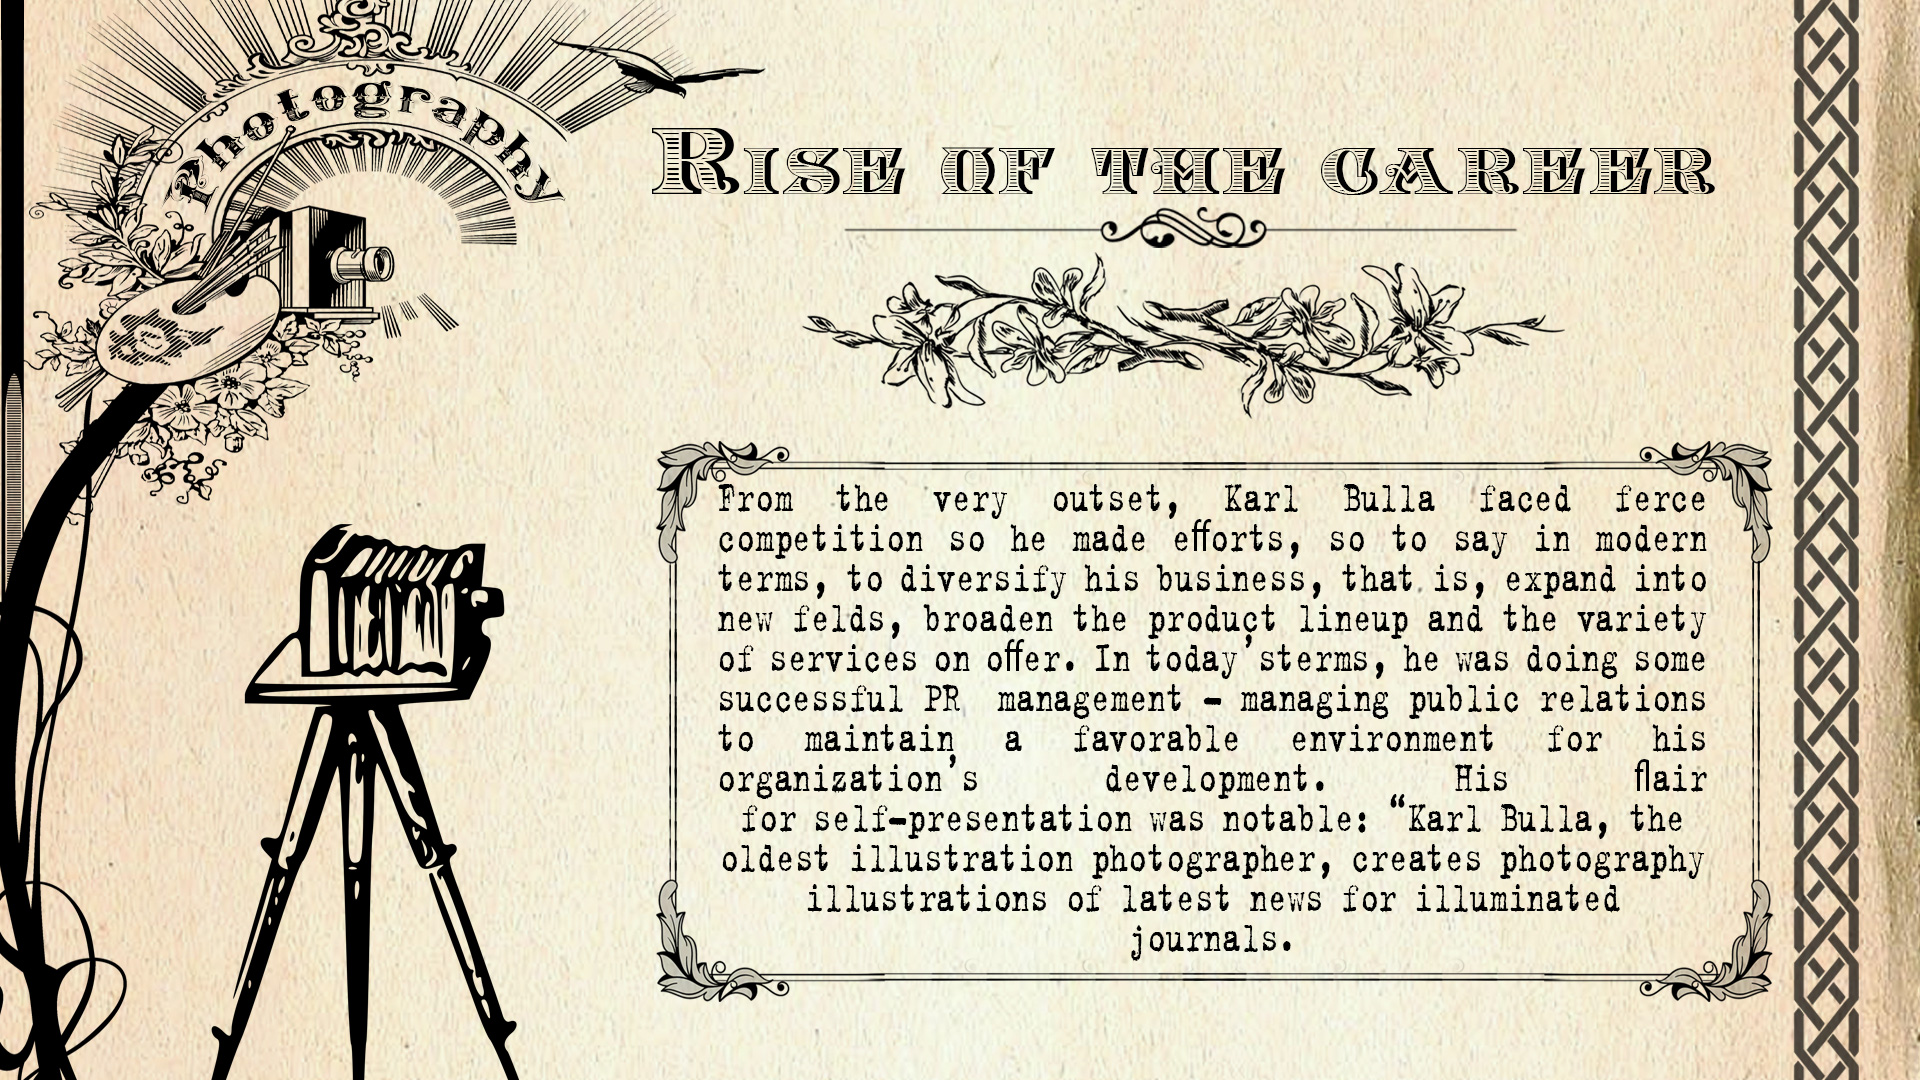 Photography
RISE OF THE CAREER
From the very outset, Karl Bulla faced ferce
competition so he made efforts, so to say in modern
terms, to diversify his business, that is, expand into
new felds, broaden the product lineup and the variety
of services on offer. In today'sterms, he was doing some
successful PR management - managing public relations
to maintain a favorable environment for his
organization's development. His flair
for self-presentation was notable: “Karl Bulla, the
oldest illustration photographer, creates photography
illustrations of latest news for illuminated
journals.